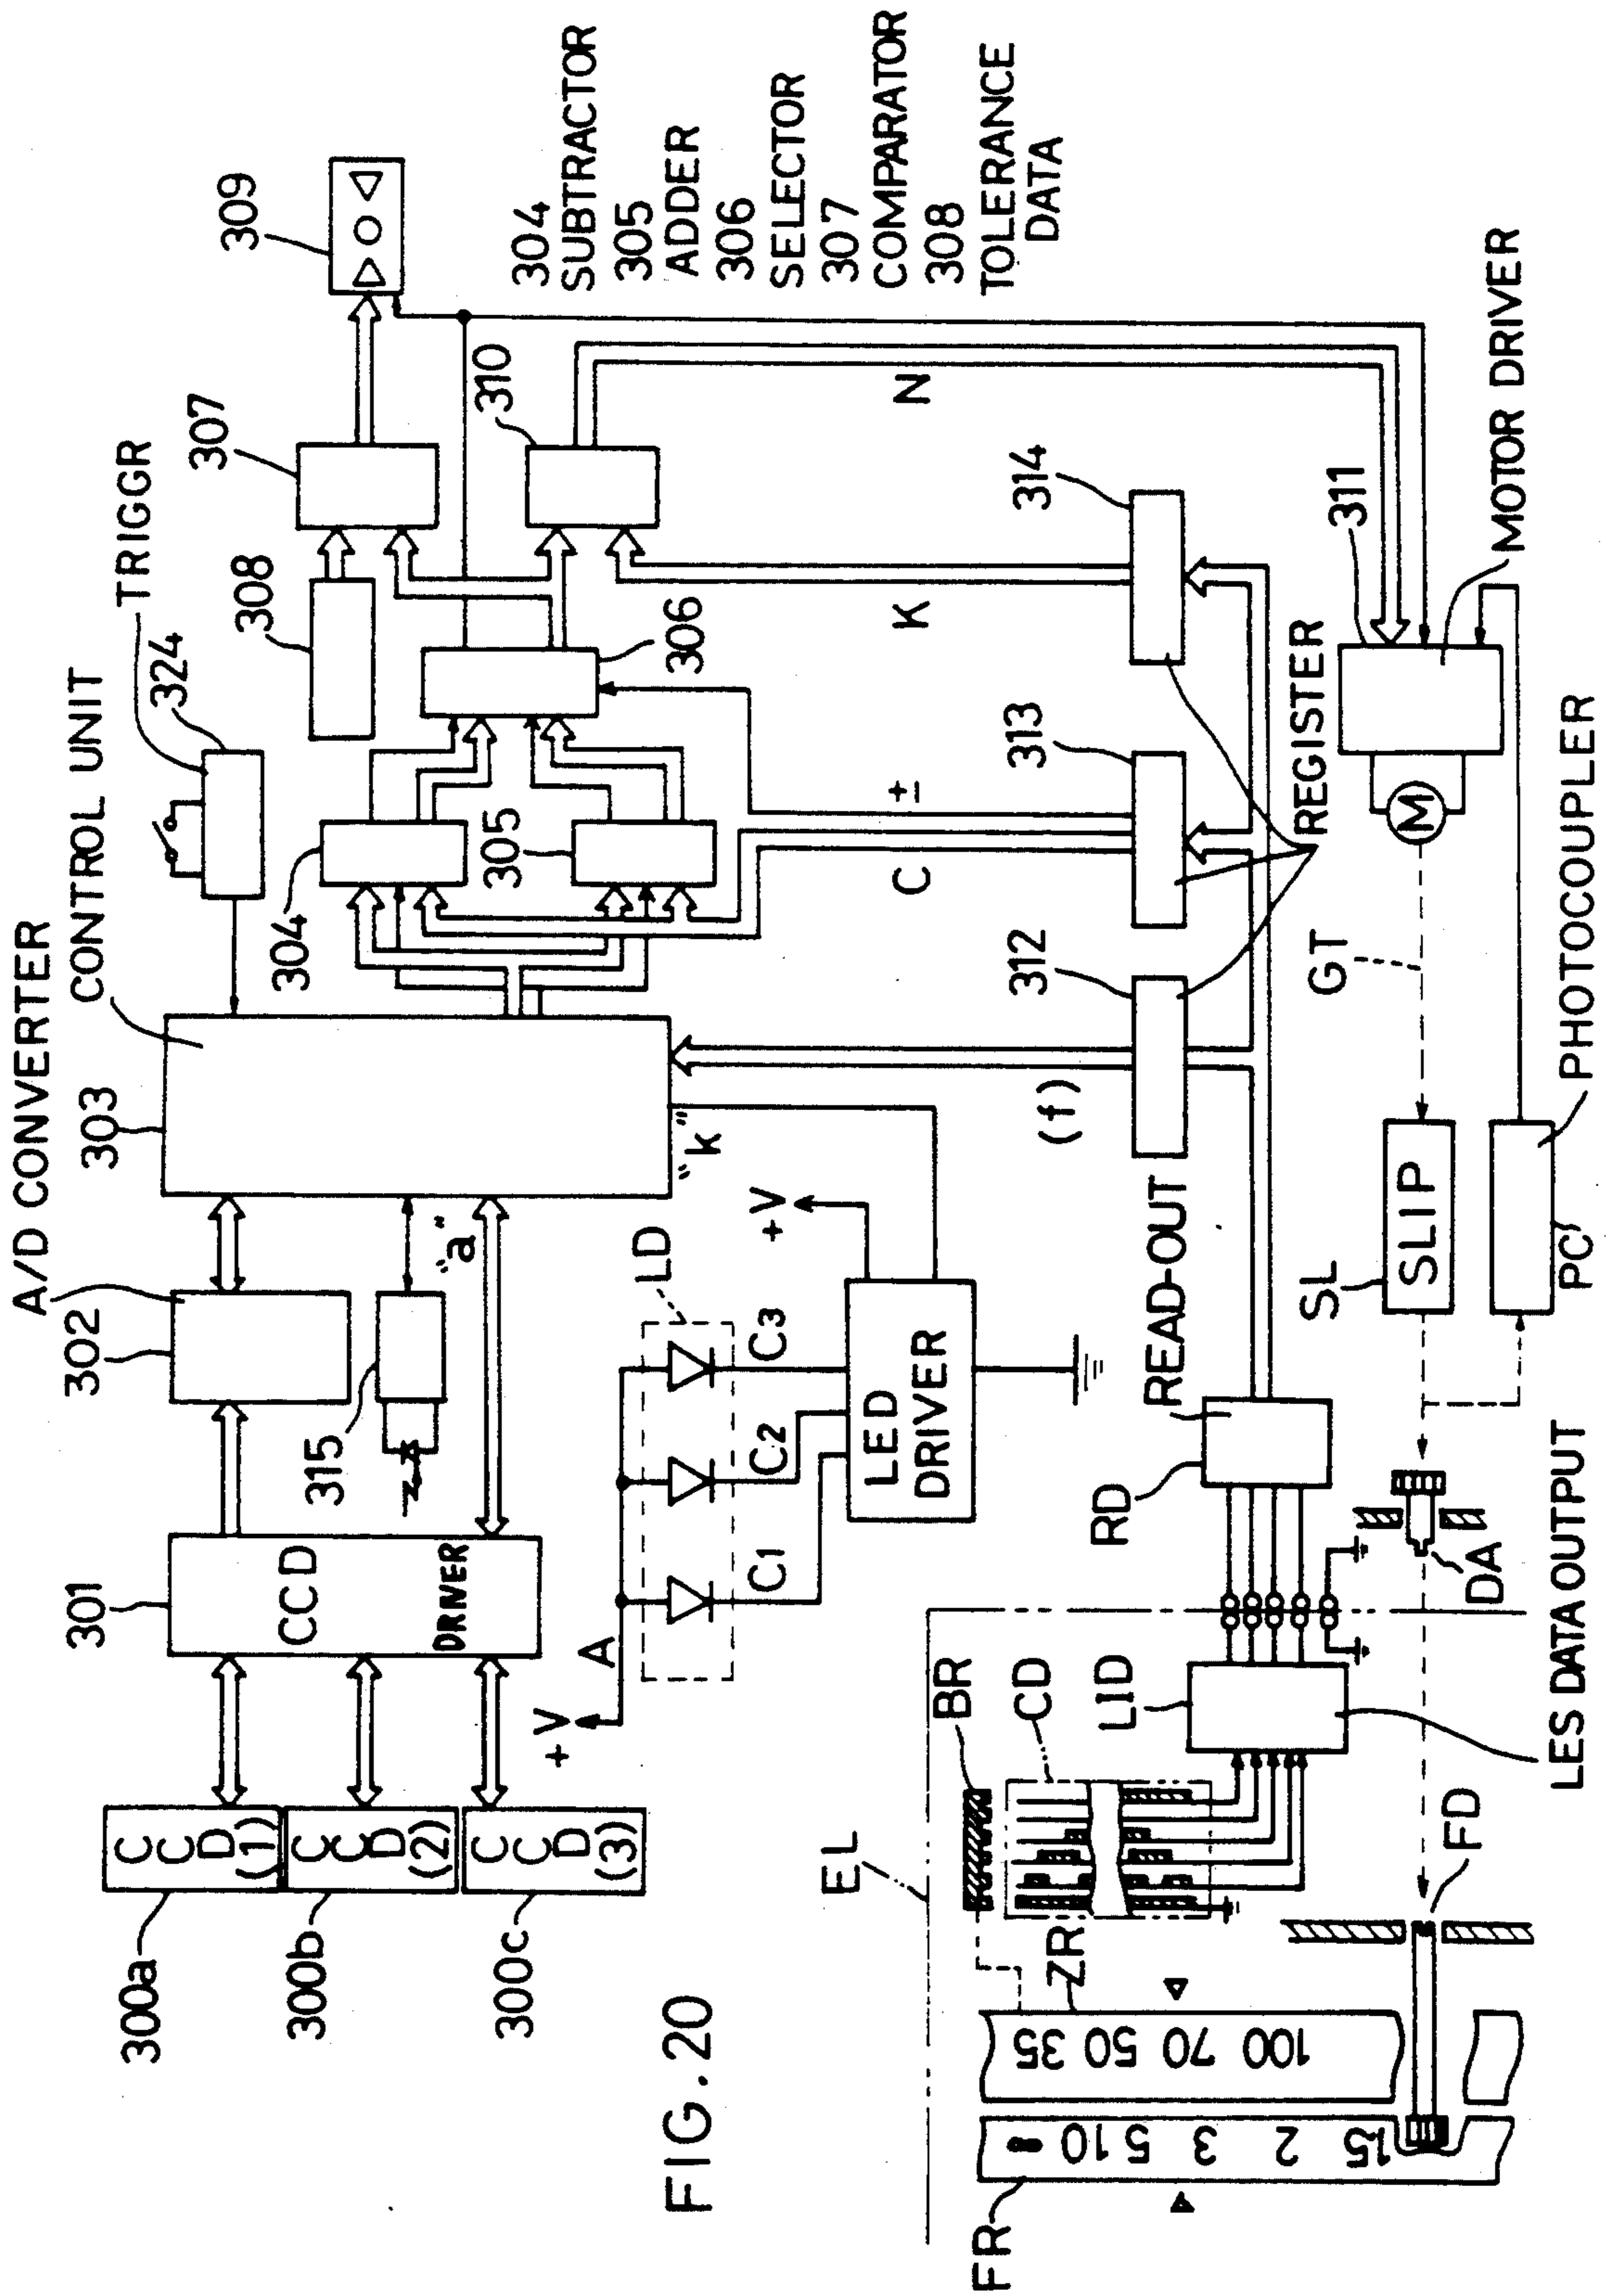 FIG. 20
300a
300b
300c
CCD (1)
CCD (2)
CCD (3)
301
CCD
DRIVER
302
A/D CONVERTER
303
CONTROL UNIT
315
"a"
"k"
324
TRIGGR
304
305
306
307
308
309
310
304
SUBTRACTOR
305
ADDER
306
SELECTOR
307
COMPARATOR
308
TOLERANCE
DATA
+V
A
LD
C1
C2
C3
LED
DRIVER
+V
(f)
C
±
K
N
312
313
314
REGISTER
311
MOTOR DRIVER
M
GT
SL
SLIP
PC
PHOTOCOUPLER
READ-OUT
RD
DA
LID
LES DATA OUTPUT
BR
CD
EL
ZR
FD
FR
35 50 70 100
∞ 10 5 3 2 1.5